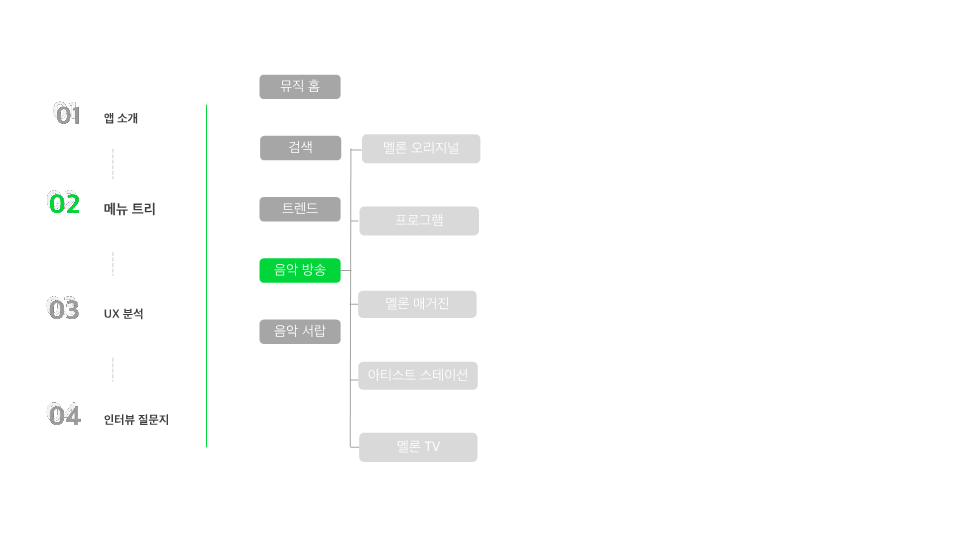 01 앱 소개
02 메뉴 트리
03 UX 분석
04 인터뷰 질문지
뮤직 홈
검색
트렌드
음악 방송
음악 서랍
멜론 오리지널
프로그램
멜론 매거진
아티스트 스테이션
멜론 TV